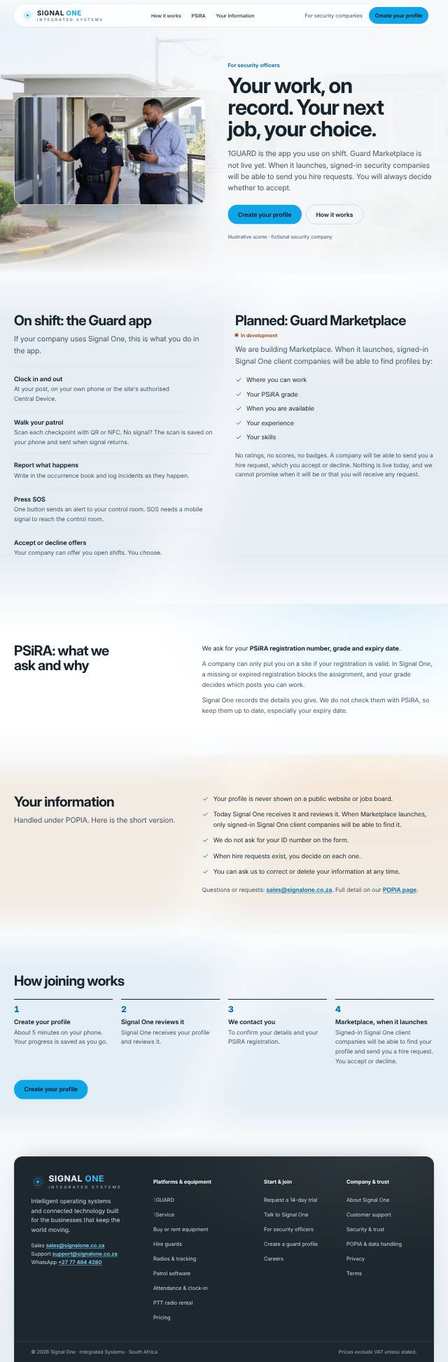 SIGNAL ONE
INTEGRATED SYSTEMS
How it works
PSiRA
Your information
For security companies
Create your profile
For security officers
Your work, on
record. Your next
job, your choice.
1GUARD is the app you use on shift. Guard Marketplace is
not live yet. When it launches, signed-in security companies
will be able to send you hire requests. You will always decide
whether to accept.
Create your profile
How it works
Illustrative scene · fictional security company
On shift: the Guard app
If your company uses Signal One, this is what you do in
the app.
Clock in and out
At your post, on your own phone or the site's authorised
Central Device.
Walk your patrol
Scan each checkpoint with QR or NFC. No signal? The scan is saved on
your phone and sent when signal returns.
Report what happens
Write in the occurrence book and log incidents as they happen.
Press SOS
One button sends an alert to your control room. SOS needs a mobile
signal to reach the control room.
Accept or decline offers
Your company can offer you open shifts. You choose.
Planned: Guard Marketplace
In development
We are building Marketplace. When it launches, signed-in
Signal One client companies will be able to find profiles by:
Where you can work
Your PSiRA grade
When you are available
Your experience
Your skills
No ratings, no scores, no badges. A company will be able to send you a
hire request, which you accept or decline. Nothing is live today, and we
cannot promise when it will be or that you will receive any request.
PSiRA: what we
ask and why
We ask for your PSiRA registration number, grade and expiry date.
A company can only put you on a site if your registration is valid. In Signal One,
a missing or expired registration blocks the assignment, and your grade
decides which posts you can work.
Signal One records the details you give. We do not check them with PSiRA, so
keep them up to date, especially your expiry date.
Your information
Handled under POPIA. Here is the short version.
Your profile is never shown on a public website or jobs board.
Today Signal One receives it and reviews it. When Marketplace launches,
only signed-in Signal One client companies will be able to find it.
We do not ask for your ID number on the form.
When hire requests exist, you decide on each one.
You can ask us to correct or delete your information at any time.
Questions or requests: sales@signalone.co.za. Full detail on our POPIA page.
How joining works
1
Create your profile
About 5 minutes on your phone.
Your progress is saved as you go.
2
Signal One reviews it
Signal One receives your profile
and reviews it.
3
We contact you
To confirm your details and your
PSiRA registration.
4
Marketplace, when it launches
Signed-in Signal One client
companies will be able to find your
profile and send you a hire request.
You accept or decline.
Create your profile
SIGNAL ONE
INTEGRATED SYSTEMS
Intelligent operating systems
and connected technology built
for the businesses that keep the
world moving.
Sales sales@signalone.co.za
Support support@signalone.co.za
WhatsApp +27 77 694 4280
Platforms & equipment
1GUARD
1Service
Buy or rent equipment
Hire guards
Radios & tracking
Patrol software
Attendance & clock-in
PTT radio rental
Pricing
Start & join
Request a 14-day trial
Talk to Signal One
For security officers
Create a guard profile
Careers
Company & trust
About Signal One
Customer support
Security & trust
POPIA & data handling
Privacy
Terms
© 2026 Signal One · Integrated Systems · South Africa
Prices exclude VAT unless stated.